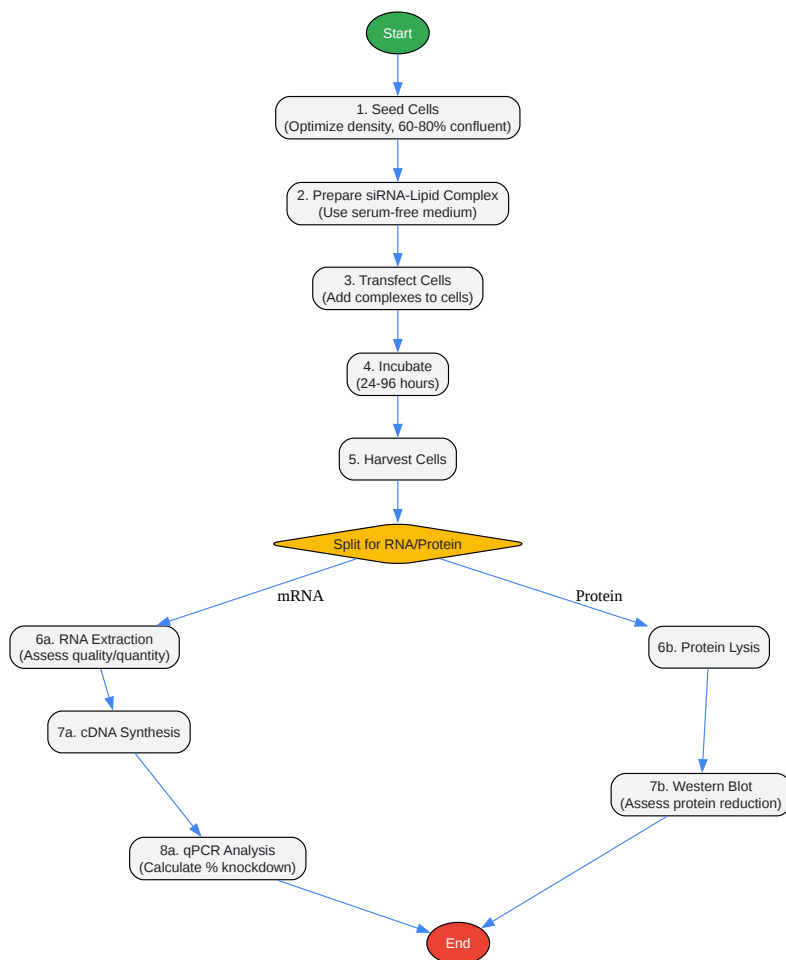 Start
1. Seed Cells
(Optimize density, 60-80% confluent)
2. Prepare siRNA-Lipid Complex
(Use serum-free medium)
3. Transfect Cells
(Add complexes to cells)
4. Incubate
(24-96 hours)
5. Harvest Cells
Split for RNA/Protein
mRNA
Protein
6a. RNA Extraction
(Assess quality/quantity)
6b. Protein Lysis
7a. cDNA Synthesis
7b. Western Blot
(Assess protein reduction)
8a. qPCR Analysis
(Calculate % knockdown)
End